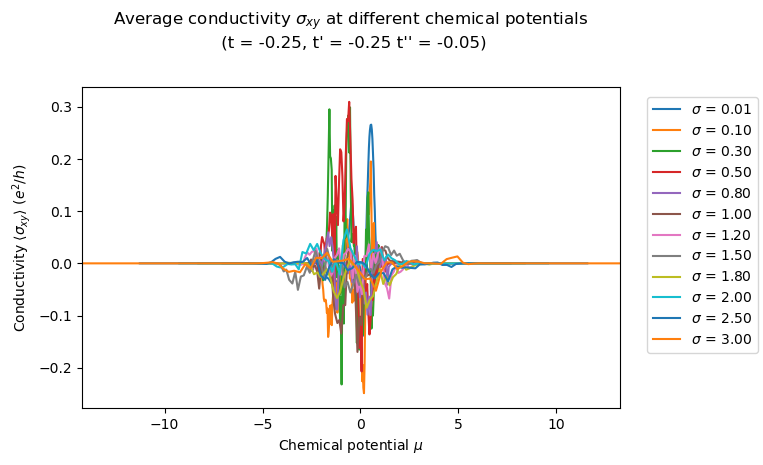 Average conductivity σxy at different chemical potentials
(t = -0.25, t' = -0.25 t'' = -0.05)
0.3
0.2
0.1
0.0
−0.1
−0.2
Conductivity ⟨σxy⟩ (e²/h)
−10
−5
0
5
10
Chemical potential μ
σ = 0.01
σ = 0.10
σ = 0.30
σ = 0.50
σ = 0.80
σ = 1.00
σ = 1.20
σ = 1.50
σ = 1.80
σ = 2.00
σ = 2.50
σ = 3.00